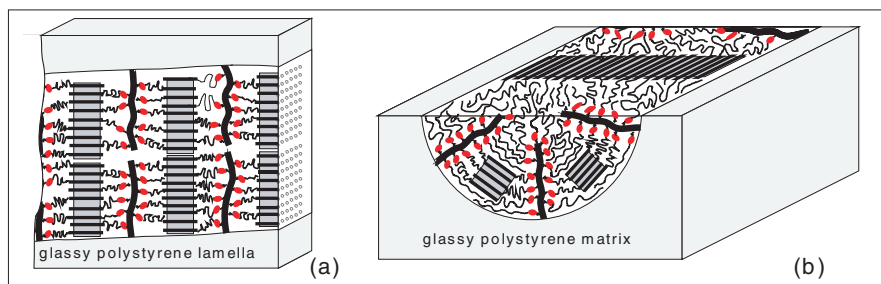 glassy polystyrene lamella
(a)
glassy polystyrene matrix
(b)